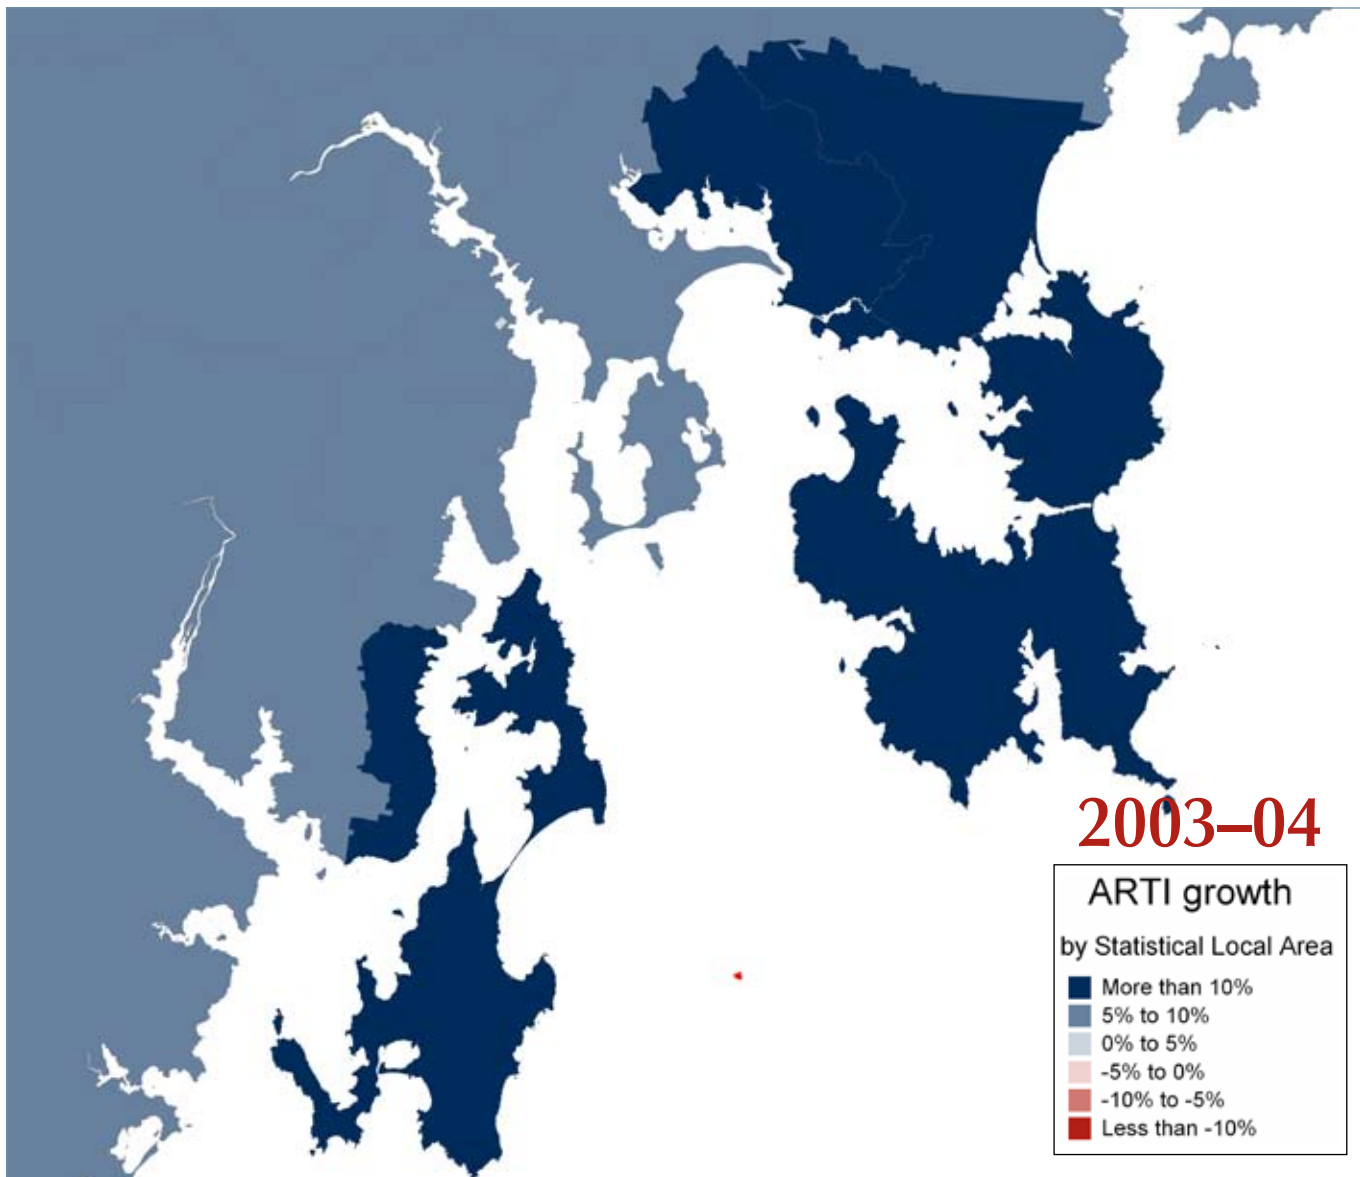 2003–04
ARTI growth
by Statistical Local Area
More than 10%
5% to 10%
0% to 5%
-5% to 0%
-10% to -5%
Less than -10%